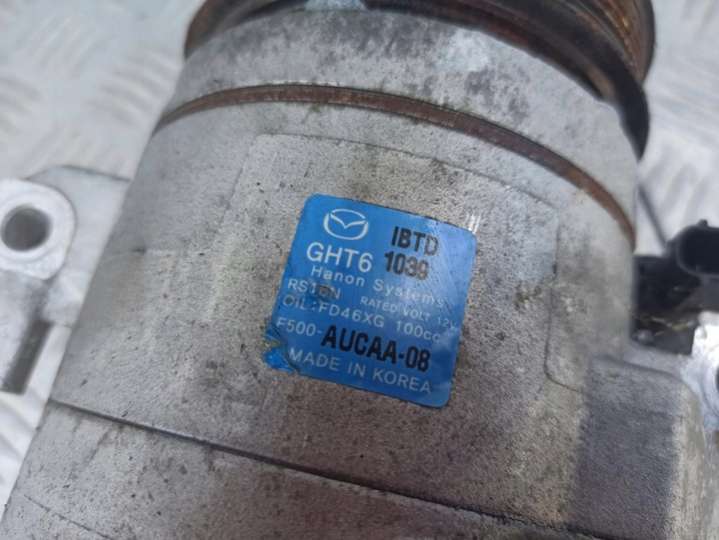 IBTD
GHT6 1039
Hanon Systems
RS15N RATED VOLT 12V
OIL:FD46XG 100cc
F500-AUCAA-08
MADE IN KOREA